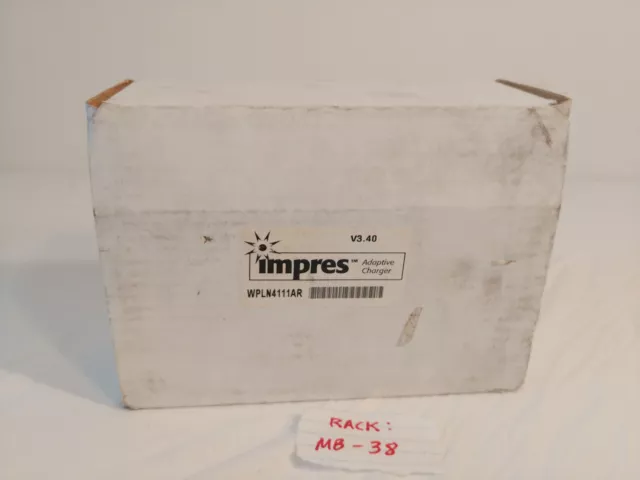 V3.40
impres™ Adaptive
Charger
WPLN4111AR
RACK:
MB-38